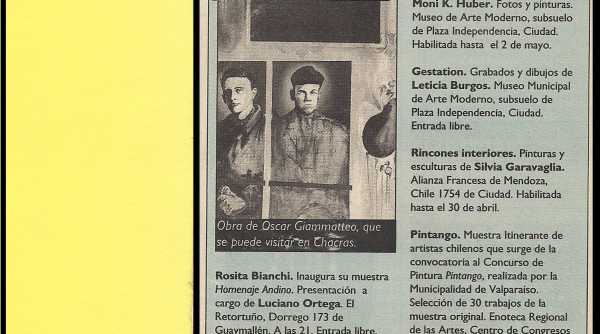 Obra de Oscar Giammatteo, que
se puede visitar en Chacras.
Rosita Bianchi. Inaugura su muestra
Homenaje Andino. Presentación a
cargo de Luciano Ortega. El
Retortuño, Dorrego 173 de
Guaymallén. A las 21. Entrada libre.
Moni K. Huber. Fotos y pinturas.
Museo de Arte Moderno, subsuelo
de Plaza Independencia, Ciudad.
Habilitada hasta el 2 de mayo.
Gestation. Grabados y dibujos de
Leticia Burgos. Museo Municipal
de Arte Moderno, subsuelo de
Plaza Independencia, Ciudad.
Entrada libre.
Rincones interiores. Pinturas y
esculturas de Silvia Garavaglia.
Alianza Francesa de Mendoza,
Chile 1754 de Ciudad. Habilitada
hasta el 30 de abril.
Pintango. Muestra Itinerante de
artistas chilenos que surge de la
convocatoria al Concurso de
Pintura Pintango, realizada por la
Municipalidad de Valparaíso.
Selección de 30 trabajos de la
muestra original. Enoteca Regional
de las Artes. Centro de Congresos